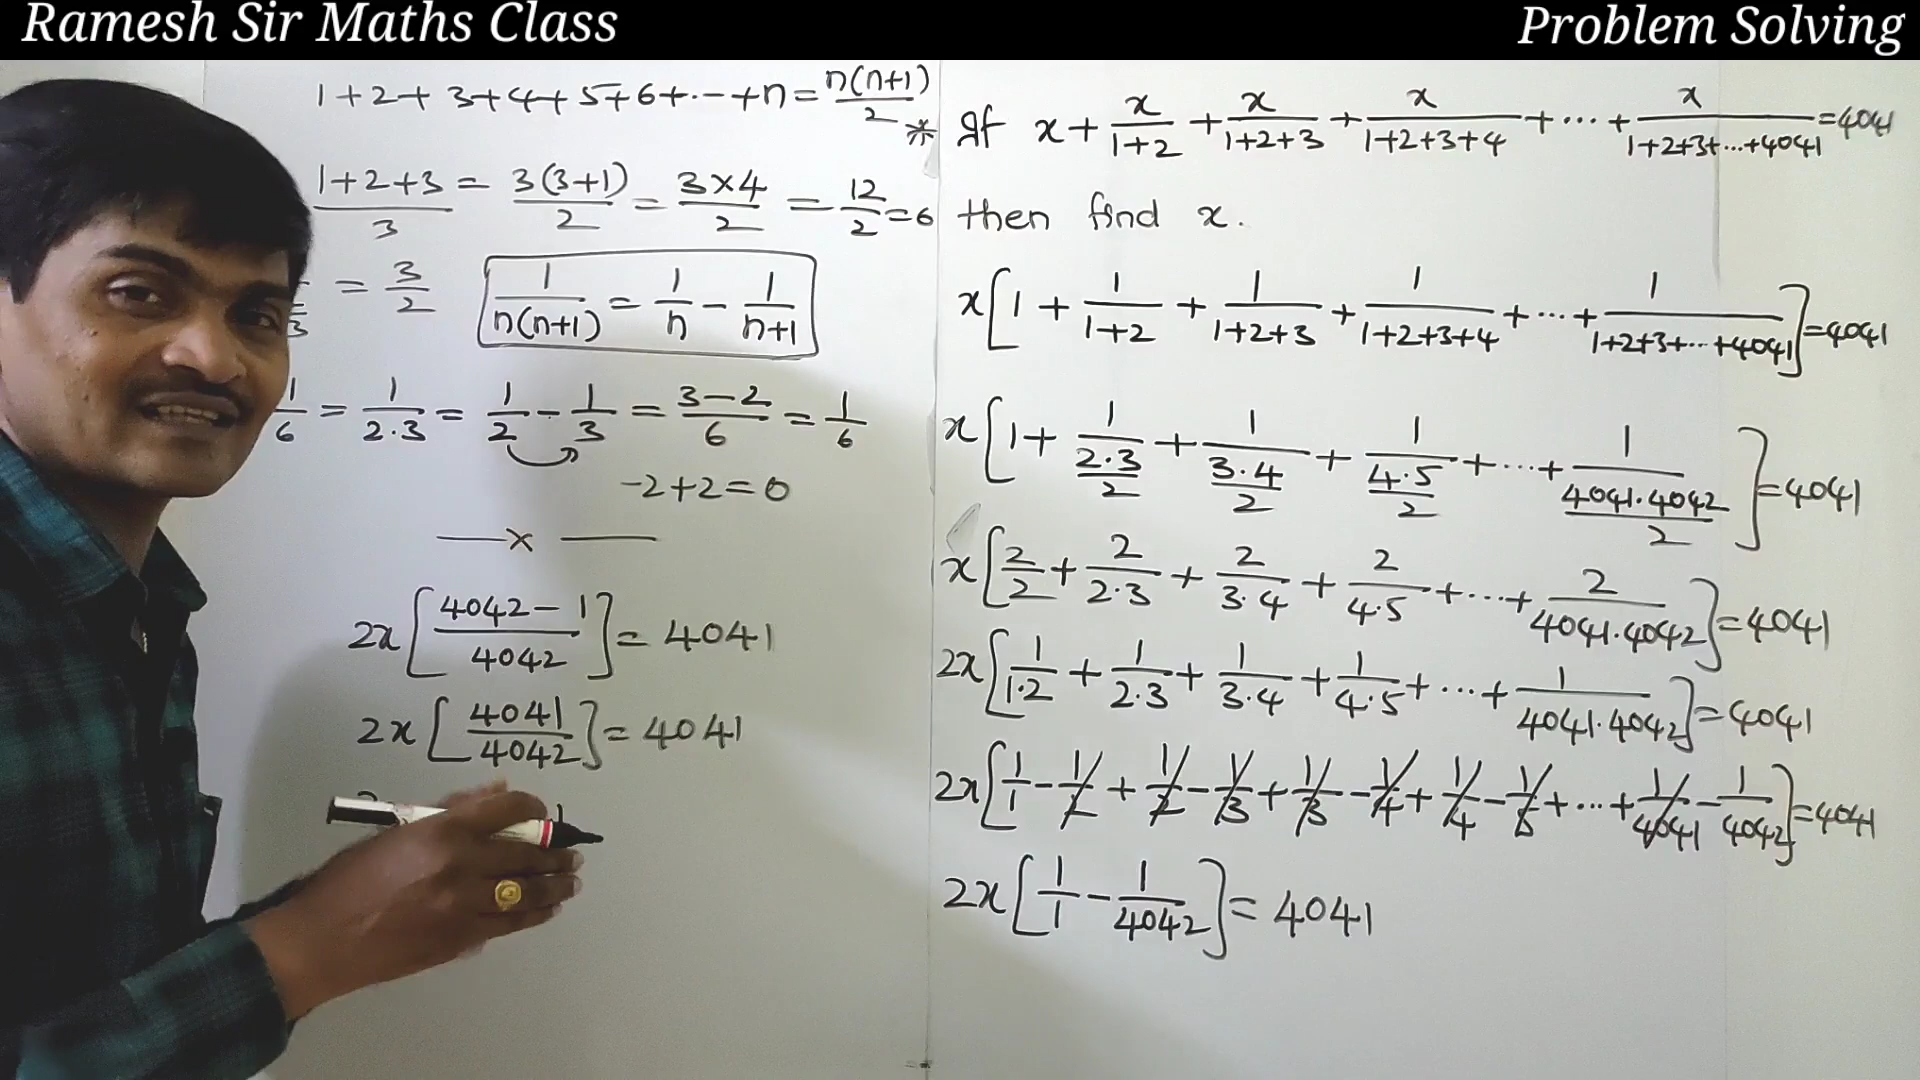 Ramesh Sir Maths Class
Problem Solving
1+2+3+4+5+6+...+n = n(n+1)/2
(1+2+3)/3 = 3(3+1)/2 = (3×4)/2 = 12/2 = 6
= 3/2
1/(n(n+1)) = 1/n - 1/(n+1)
1/6 = 1/(2·3) = 1/2 - 1/3 = (3-2)/6 = 1/6
-2+2=0
——×——
2x[(4042-1)/4042] = 4041
2x[4041/4042] = 4041
* If x + x/(1+2) + x/(1+2+3) + x/(1+2+3+4) + ... + x/(1+2+3+...+4041) = 4041
then find x.
x[1 + 1/(1+2) + 1/(1+2+3) + 1/(1+2+3+4) + ... + 1/(1+2+3+...+4041)] = 4041
x[1 + 1/((2·3)/2) + 1/((3·4)/2) + 1/((4·5)/2) + ... + 1/((4041·4042)/2)] = 4041
x[2/2 + 2/(2·3) + 2/(3·4) + 2/(4·5) + ... + 2/(4041·4042)] = 4041
2x[1/(1·2) + 1/(2·3) + 1/(3·4) + 1/(4·5) + ... + 1/(4041·4042)] = 4041
2x[1/1 - 1/2 + 1/2 - 1/3 + 1/3 - 1/4 + 1/4 - 1/5 + ... + 1/4041 - 1/4042] = 4041
2x[1/1 - 1/4042] = 4041